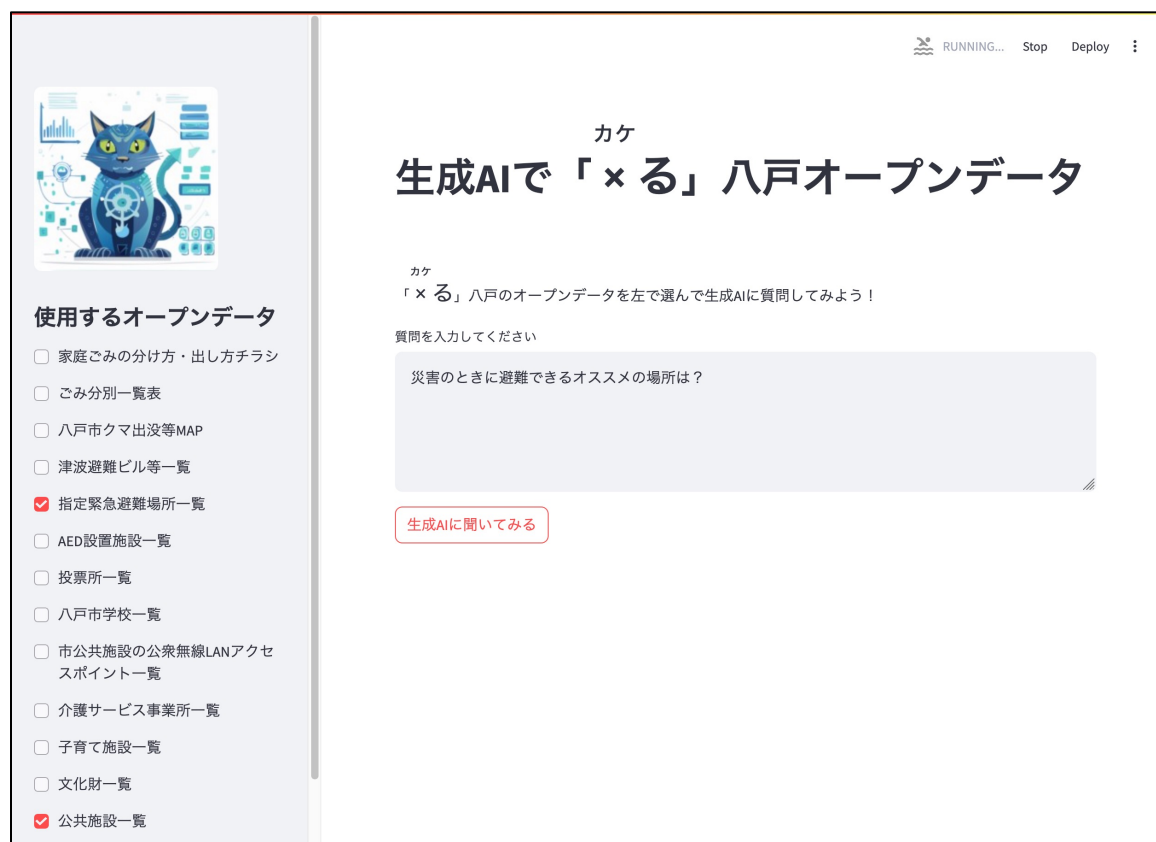 RUNNING... Stop Deploy
使用するオープンデータ
家庭ごみの分け方・出し方チラシ
ごみ分別一覧表
八戸市クマ出没等MAP
津波避難ビル等一覧
指定緊急避難場所一覧
AED設置施設一覧
投票所一覧
八戸市学校一覧
市公共施設の公衆無線LANアクセ
スポイント一覧
介護サービス事業所一覧
子育て施設一覧
文化財一覧
公共施設一覧
カケ
生成AIで「 × る」八戸オープンデータ
カケ
「 × る」八戸のオープンデータを左で選んで生成AIに質問してみよう！
質問を入力してください
災害のときに避難できるオススメの場所は？
生成AIに聞いてみる